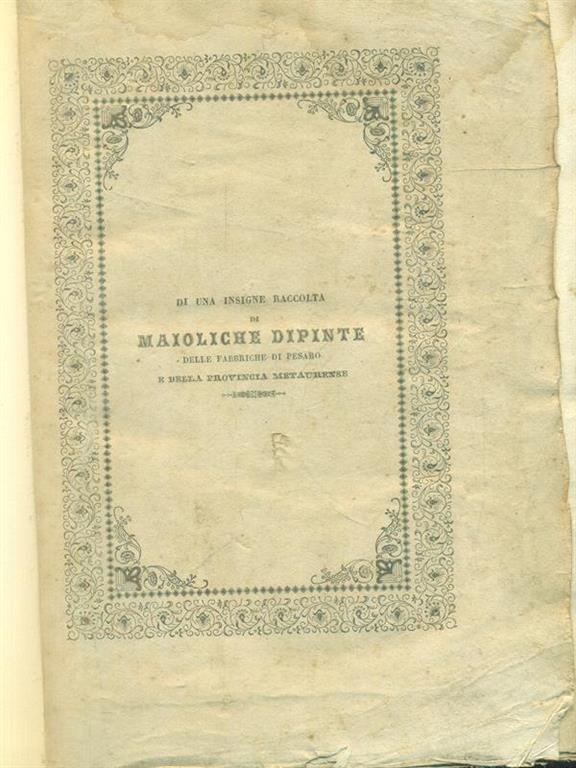 DI UNA INSIGNE RACCOLTA
DI
MAIOLICHE DIPINTE
DELLE FABBRICHE DI PESARO
E DELLA PROVINCIA METAURENSE